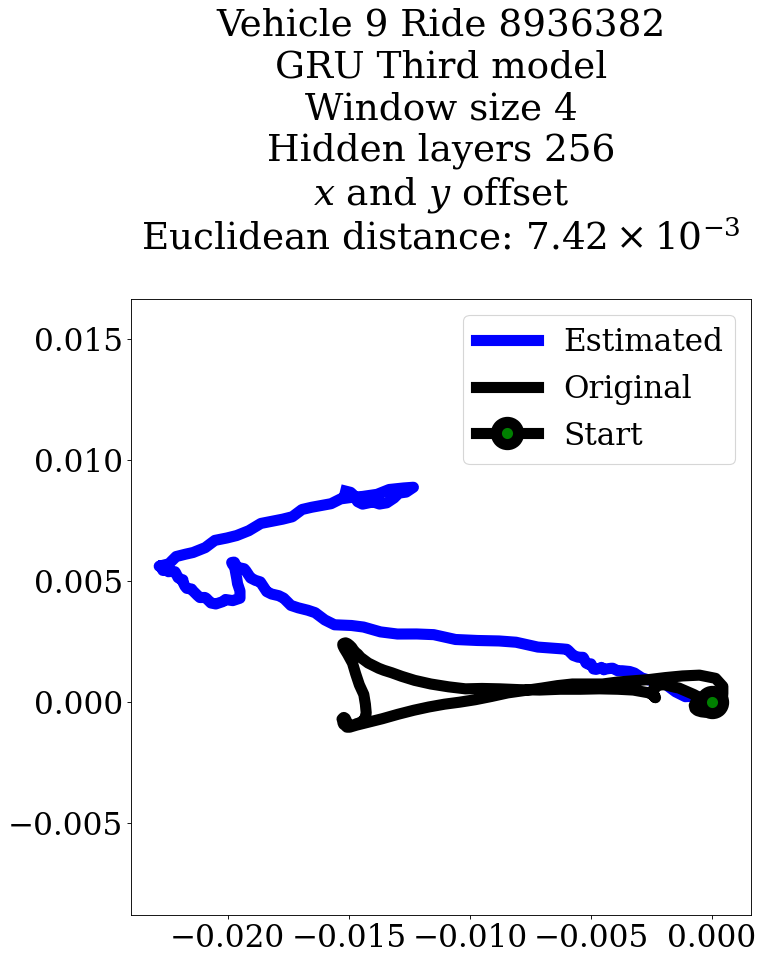 Vehicle 9 Ride 8936382
GRU Third model
Window size 4
Hidden layers 256
x and y offset
Euclidean distance: 7.42 × 10⁻³
Estimated
Original
Start
0.015
0.010
0.005
0.000
−0.005
−0.020 −0.015 −0.010 −0.005 0.000